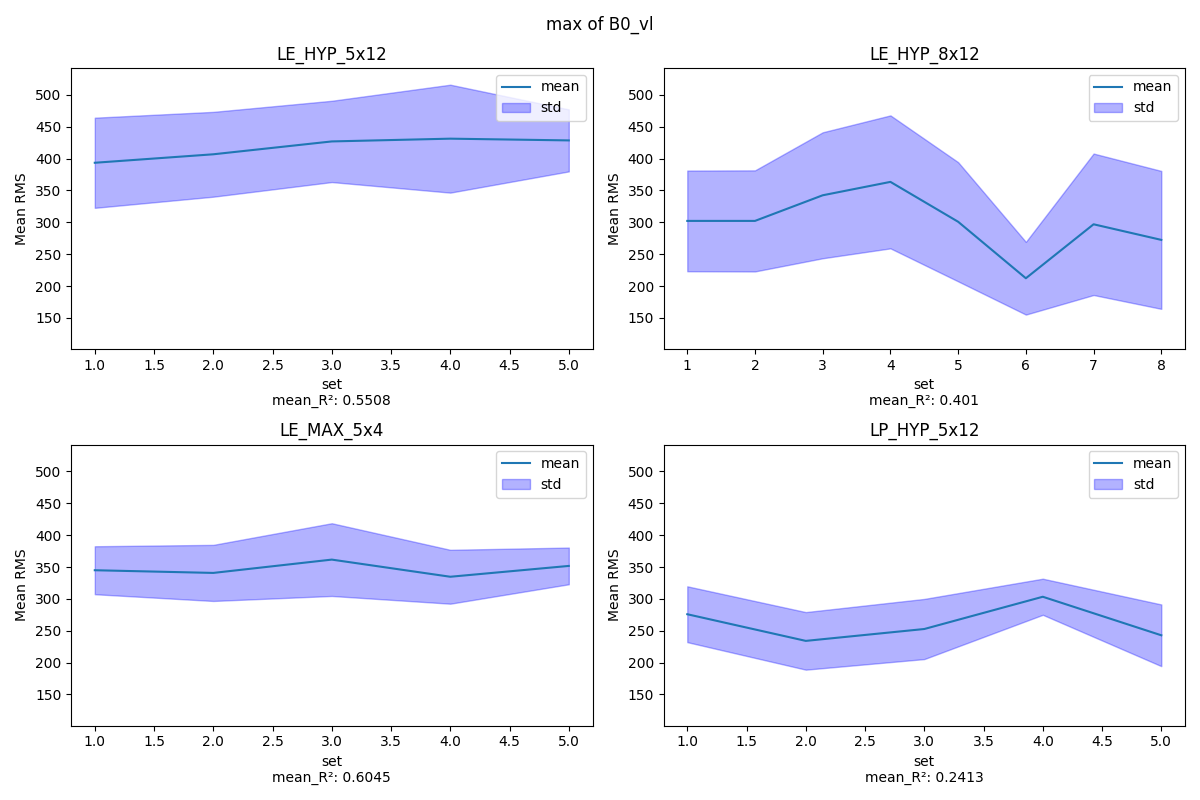 max of B0_vl
LE_HYP_5x12
Mean RMS
500
450
400
350
300
250
200
150
mean
std
1.0 1.5 2.0 2.5 3.0 3.5 4.0 4.5 5.0
set
mean_R²: 0.5508
LE_HYP_8x12
Mean RMS
500
450
400
350
300
250
200
150
mean
std
1 2 3 4 5 6 7 8
set
mean_R²: 0.401
LE_MAX_5x4
Mean RMS
500
450
400
350
300
250
200
150
mean
std
1.0 1.5 2.0 2.5 3.0 3.5 4.0 4.5 5.0
set
mean_R²: 0.6045
LP_HYP_5x12
Mean RMS
500
450
400
350
300
250
200
150
mean
std
1.0 1.5 2.0 2.5 3.0 3.5 4.0 4.5 5.0
set
mean_R²: 0.2413